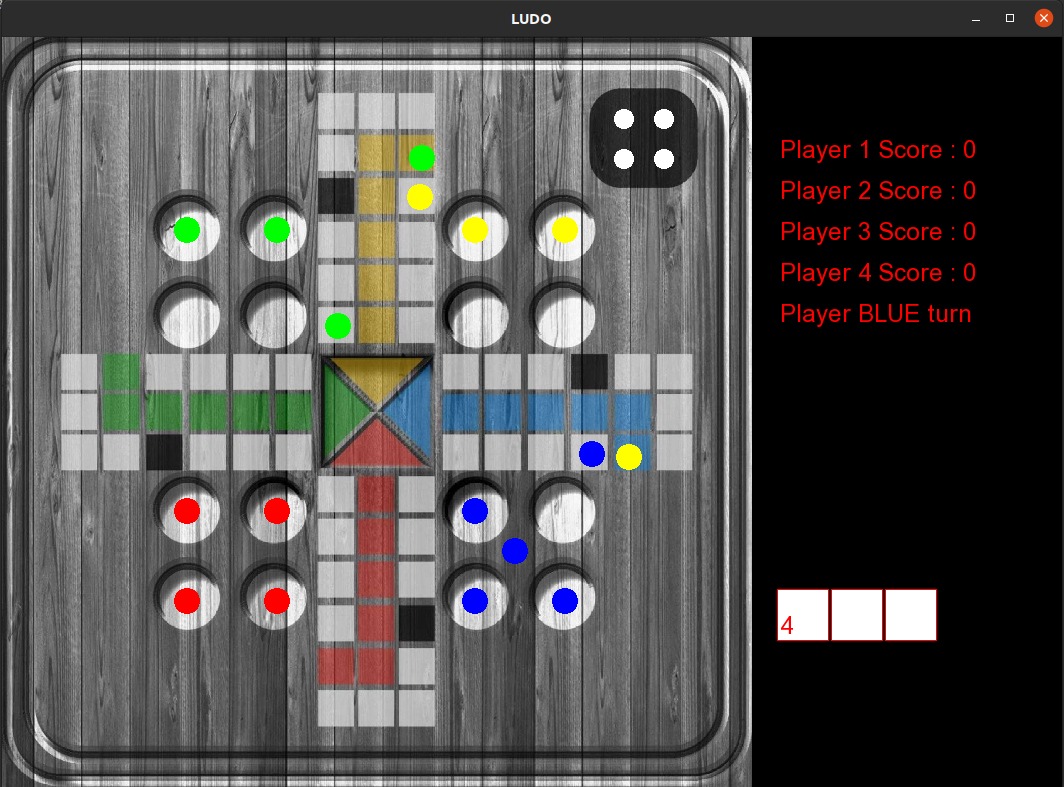 LUDO
Player 1 Score : 0
Player 2 Score : 0
Player 3 Score : 0
Player 4 Score : 0
Player BLUE turn
4